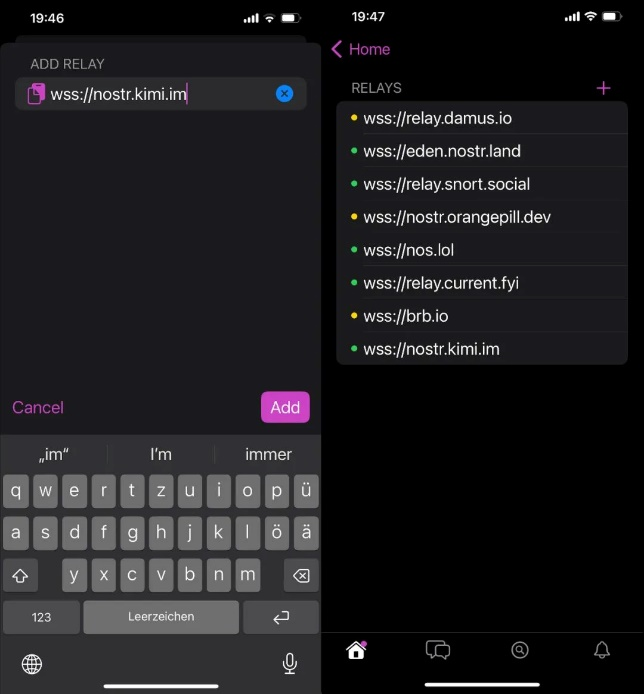 19:46
ADD RELAY
wss://nostr.kimi.im
Cancel
Add
„im“
I’m
immer
q w e r t z u i o p ü
a s d f g h j k l ö ä
y x c v b n m
123
Leerzeichen
19:47
Home
RELAYS
wss://relay.damus.io
wss://eden.nostr.land
wss://relay.snort.social
wss://nostr.orangepill.dev
wss://nos.lol
wss://relay.current.fyi
wss://brb.io
wss://nostr.kimi.im